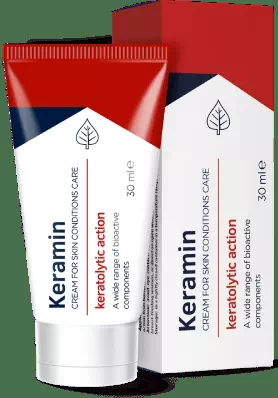 Keramin
CREAM FOR SKIN CONDITIONS CARE
keratolytic action
A wide range of bioactive
components
30 ml e
Keramin
CREAM FOR SKIN CONDITIONS CARE
keratolytic action
A wide range of bioactive
components
30 ml e